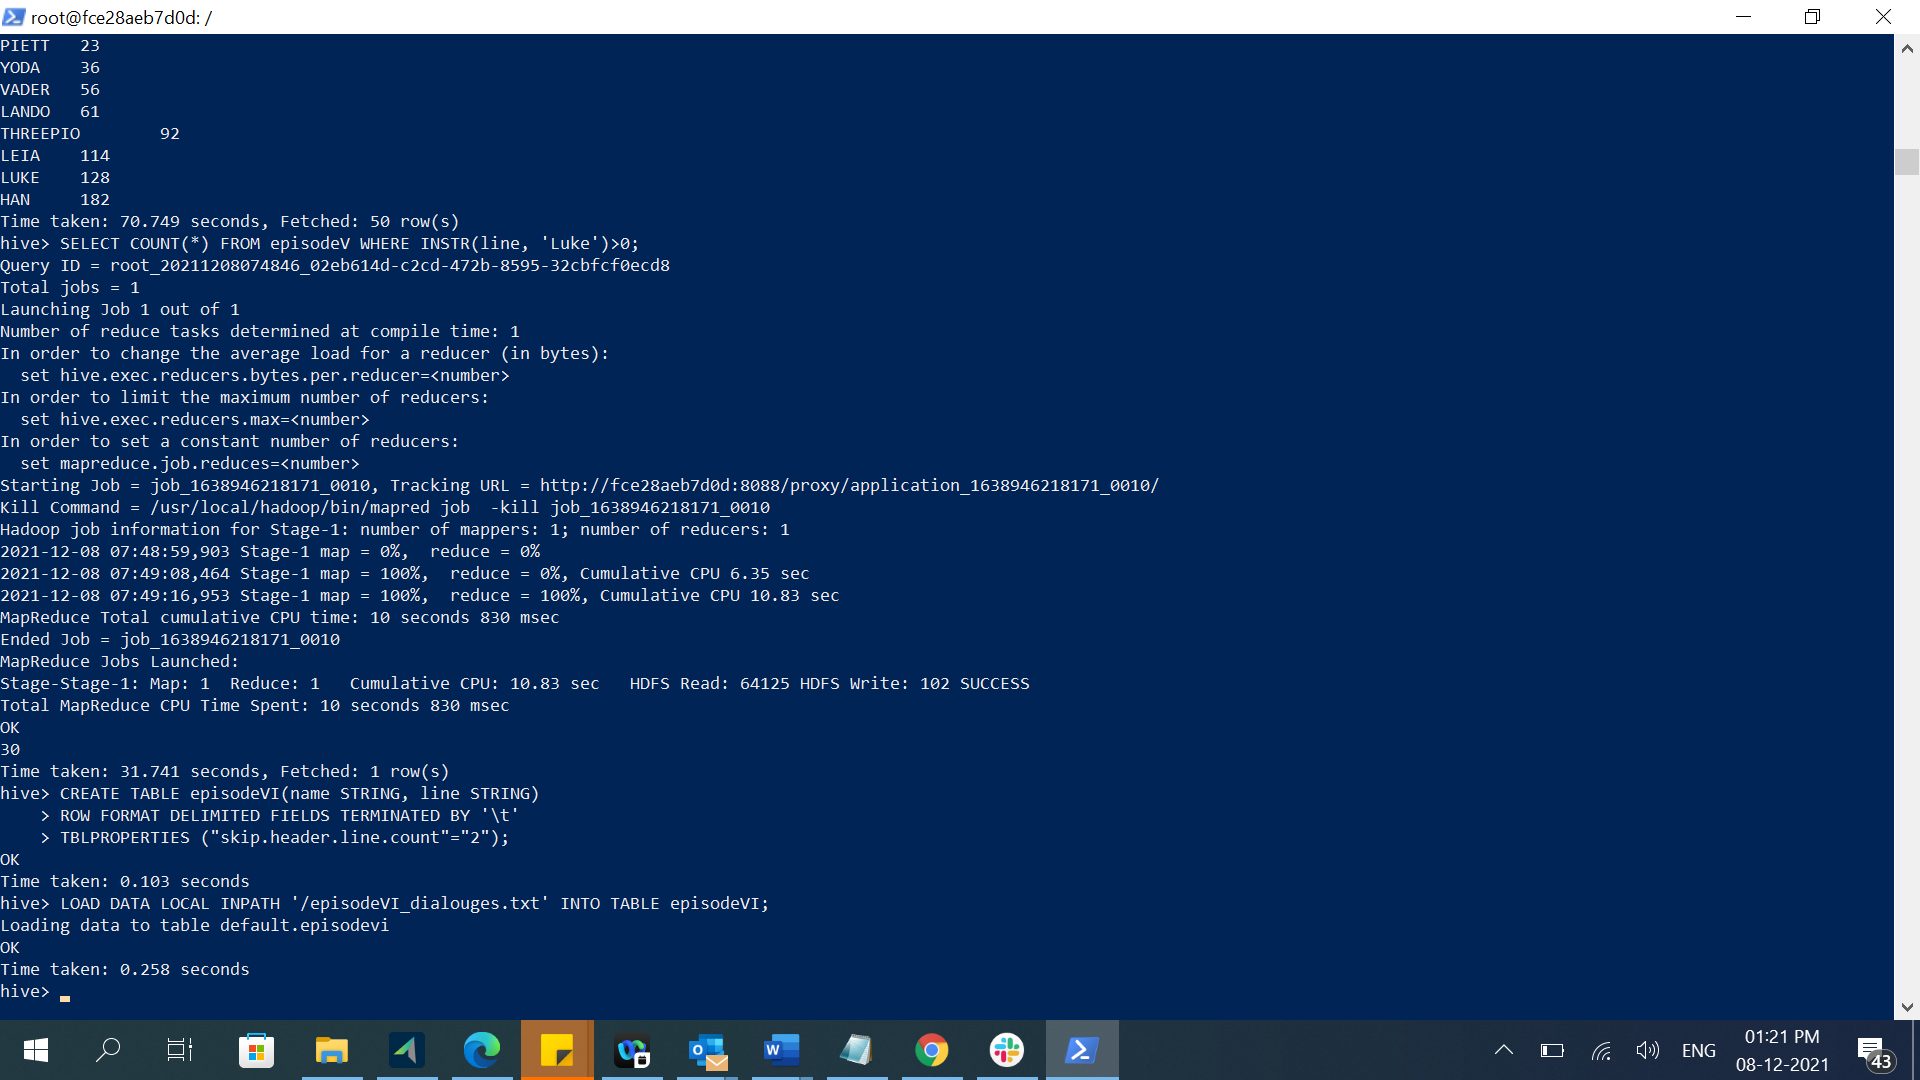 root@fce28aeb7d0d: /
PIETT   23
YODA    36
VADER   56
LANDO   61
THREEPIO        92
LEIA    114
LUKE    128
HAN     182
Time taken: 70.749 seconds, Fetched: 50 row(s)
hive> SELECT COUNT(*) FROM episodeV WHERE INSTR(line, 'Luke')>0;
Query ID = root_20211208074846_02eb614d-c2cd-472b-8595-32cbfcf0ecd8
Total jobs = 1
Launching Job 1 out of 1
Number of reduce tasks determined at compile time: 1
In order to change the average load for a reducer (in bytes):
  set hive.exec.reducers.bytes.per.reducer=<number>
In order to limit the maximum number of reducers:
  set hive.exec.reducers.max=<number>
In order to set a constant number of reducers:
  set mapreduce.job.reduces=<number>
Starting Job = job_1638946218171_0010, Tracking URL = http://fce28aeb7d0d:8088/proxy/application_1638946218171_0010/
Kill Command = /usr/local/hadoop/bin/mapred job  -kill job_1638946218171_0010
Hadoop job information for Stage-1: number of mappers: 1; number of reducers: 1
2021-12-08 07:48:59,903 Stage-1 map = 0%,  reduce = 0%
2021-12-08 07:49:08,464 Stage-1 map = 100%,  reduce = 0%, Cumulative CPU 6.35 sec
2021-12-08 07:49:16,953 Stage-1 map = 100%,  reduce = 100%, Cumulative CPU 10.83 sec
MapReduce Total cumulative CPU time: 10 seconds 830 msec
Ended Job = job_1638946218171_0010
MapReduce Jobs Launched:
Stage-Stage-1: Map: 1  Reduce: 1   Cumulative CPU: 10.83 sec   HDFS Read: 64125 HDFS Write: 102 SUCCESS
Total MapReduce CPU Time Spent: 10 seconds 830 msec
OK
30
Time taken: 31.741 seconds, Fetched: 1 row(s)
hive> CREATE TABLE episodeVI(name STRING, line STRING)
    > ROW FORMAT DELIMITED FIELDS TERMINATED BY '\t'
    > TBLPROPERTIES ("skip.header.line.count"="2");
OK
Time taken: 0.103 seconds
hive> LOAD DATA LOCAL INPATH '/episodeVI_dialouges.txt' INTO TABLE episodeVI;
Loading data to table default.episodevi
OK
Time taken: 0.258 seconds
hive>
ENG
01:21 PM
08-12-2021
43